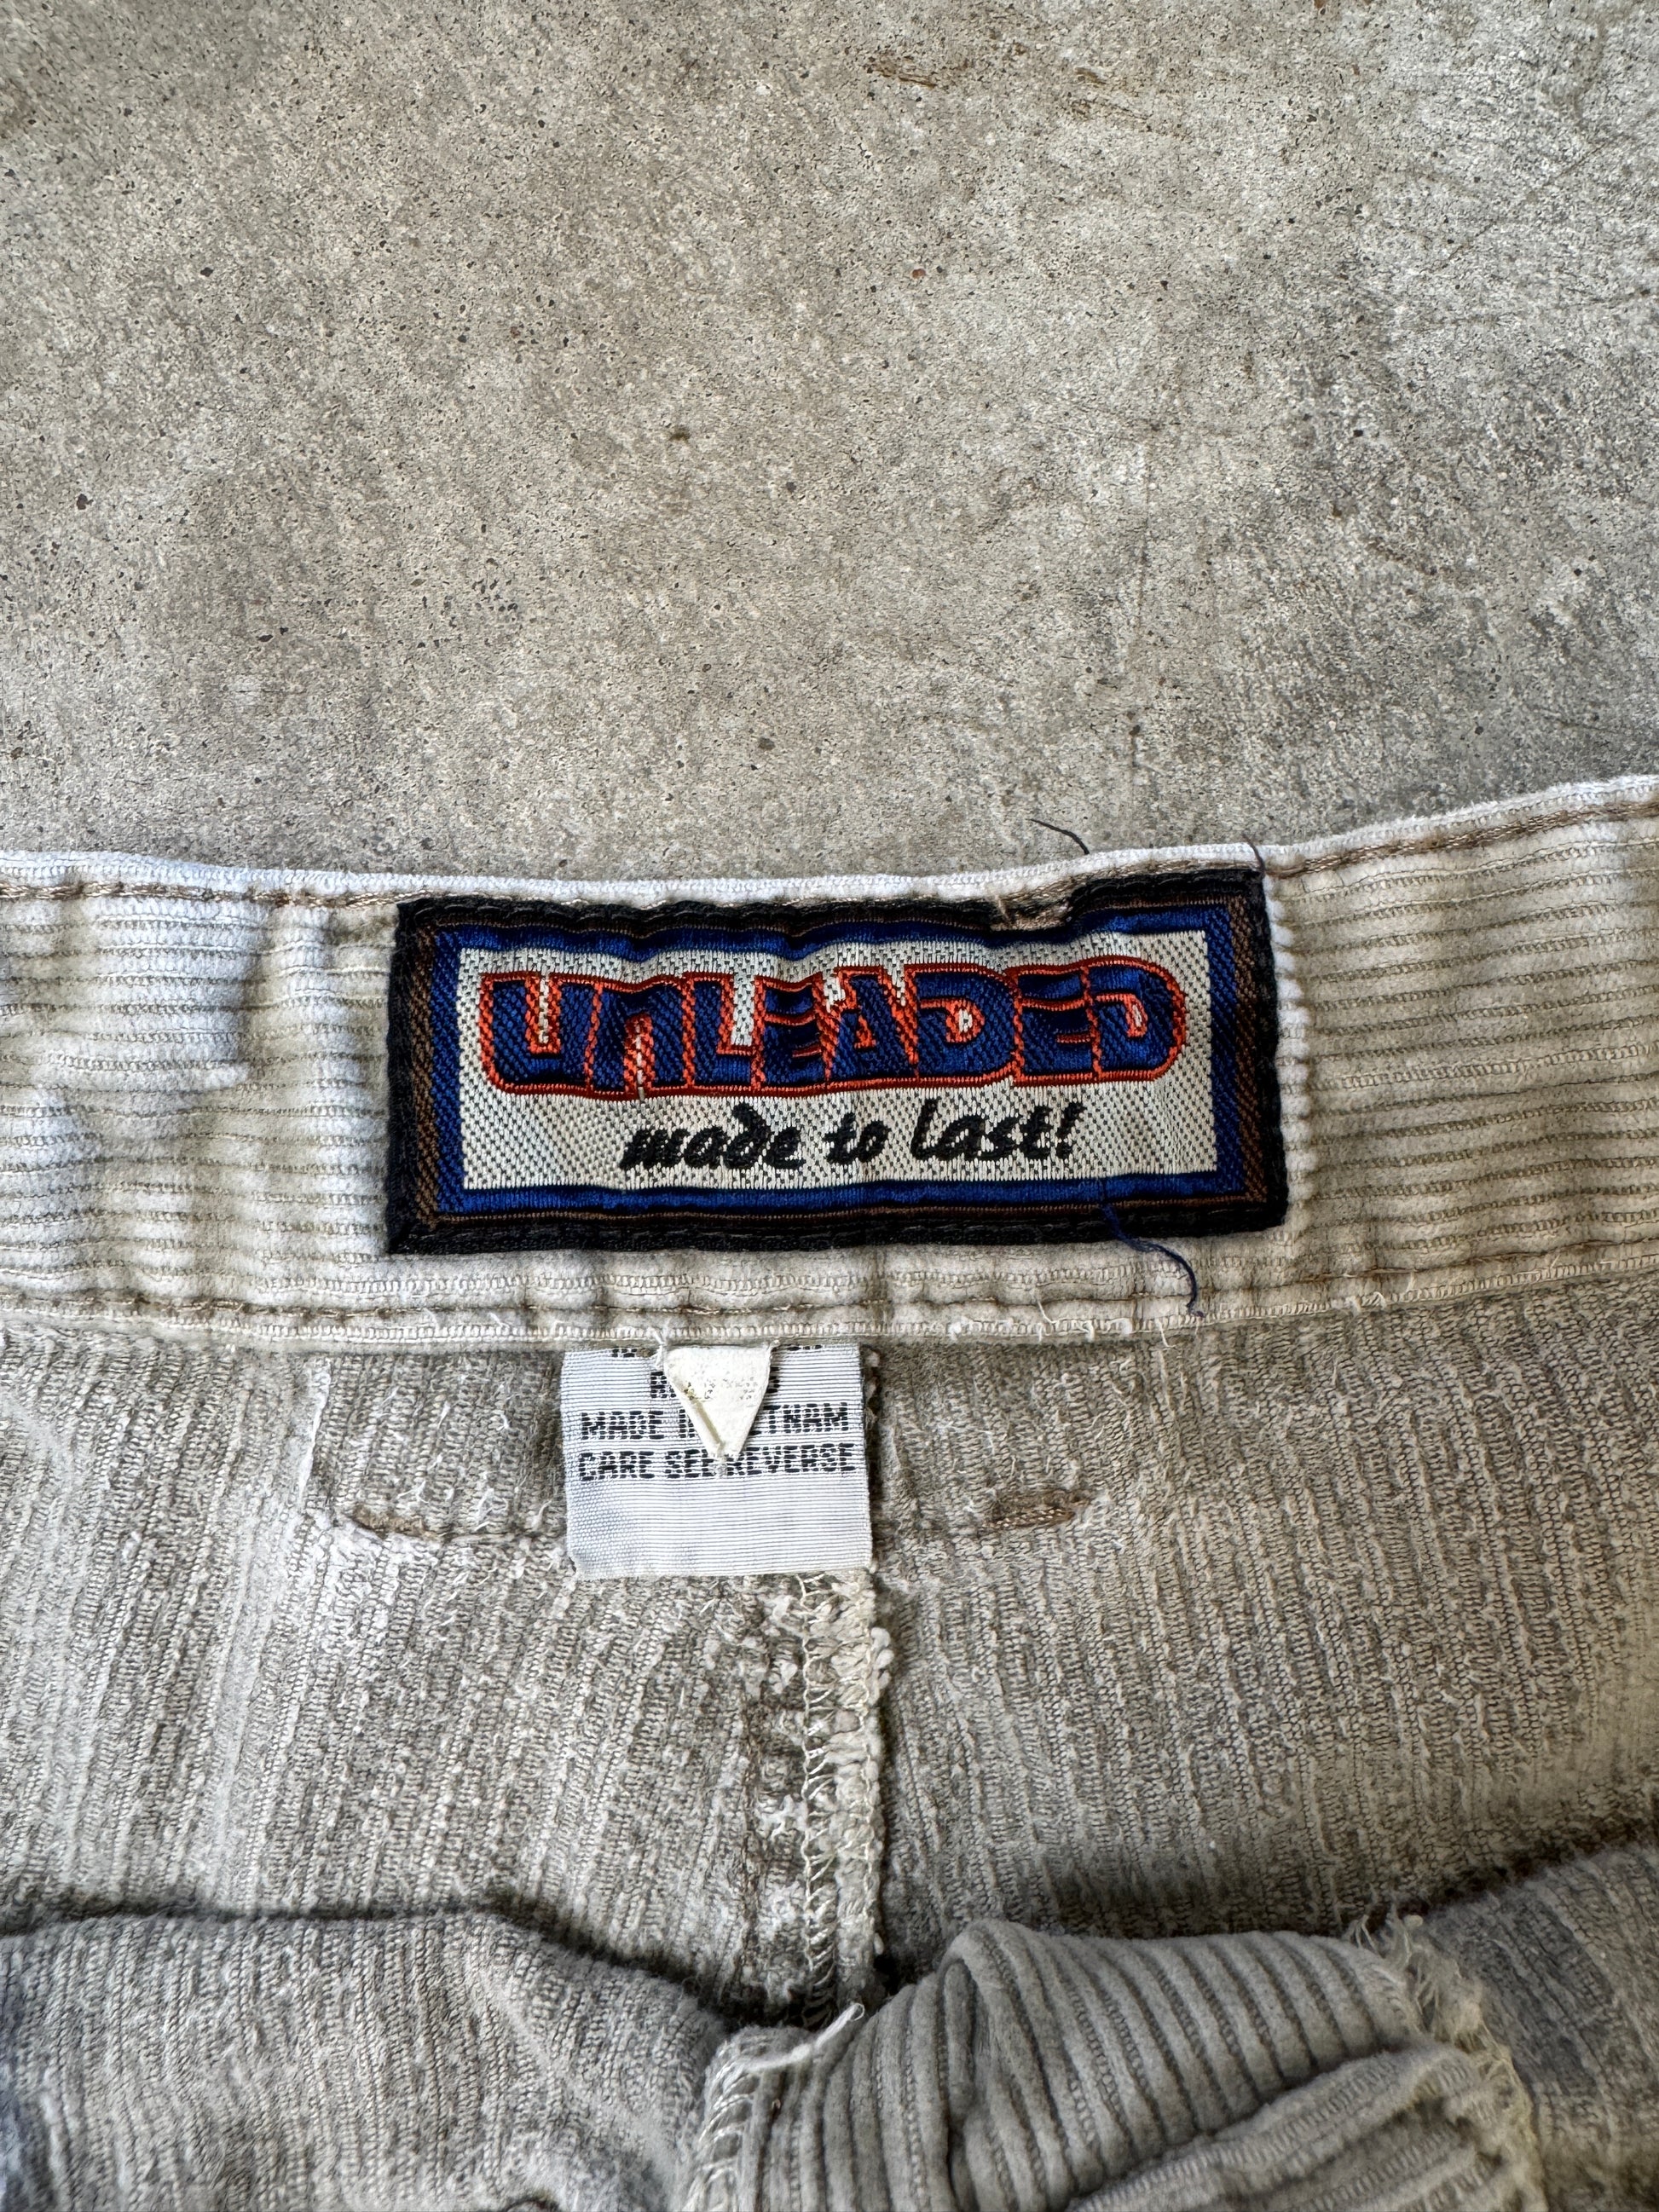 UNLEADED
made to last!
MADE IN VIETNAM
CARE SEE REVERSE